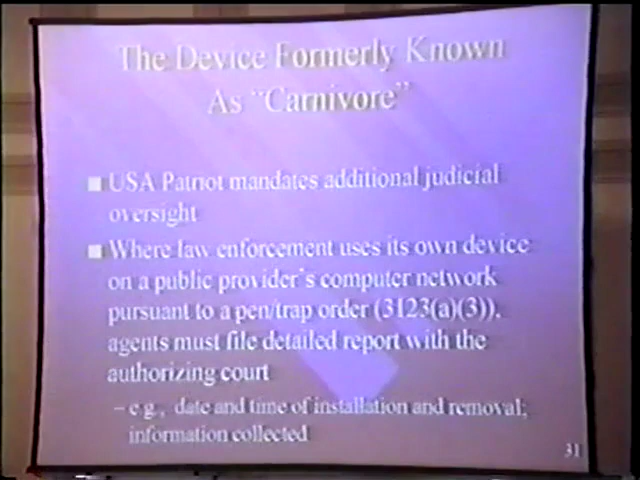 The Device Formerly Known
As "Carnivore"
■ USA Patriot mandates additional judicial
oversight
■ Where law enforcement uses its own device
on a public provider's computer network
pursuant to a pen/trap order (3123(a)(3)),
agents must file detailed report with the
authorizing court
– e.g., date and time of installation and removal;
information collected
31